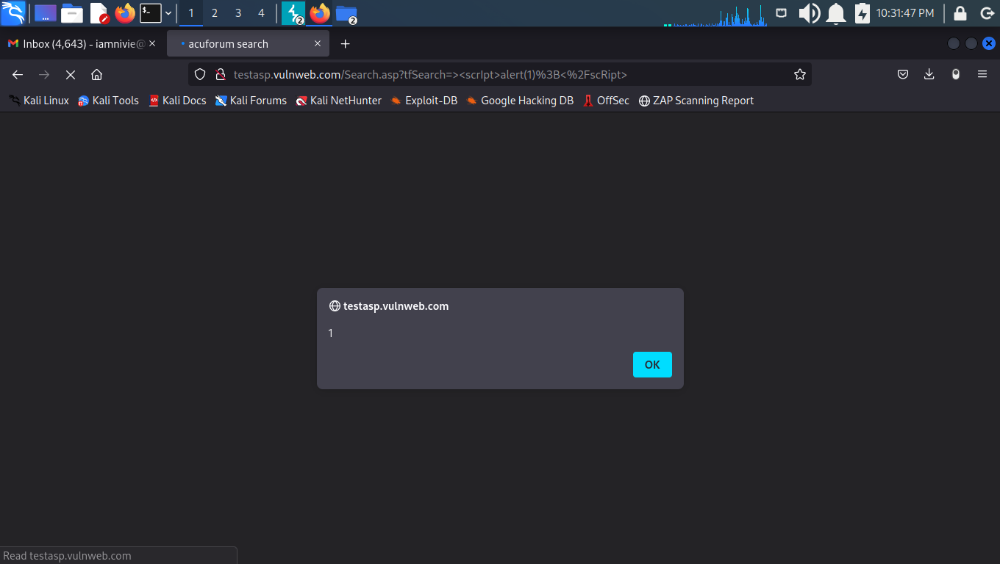 1 2 3 4 2 2 10:31:47 PM
Inbox (4,643) - iamnivie@ acuforum search
testasp.vulnweb.com/Search.asp?tfSearch=><scrIpt>alert(1)%3B<%2FscRipt>
Kali Linux Kali Tools Kali Docs Kali Forums Kali NetHunter Exploit-DB Google Hacking DB OffSec ZAP Scanning Report
testasp.vulnweb.com
1
OK
Read testasp.vulnweb.com